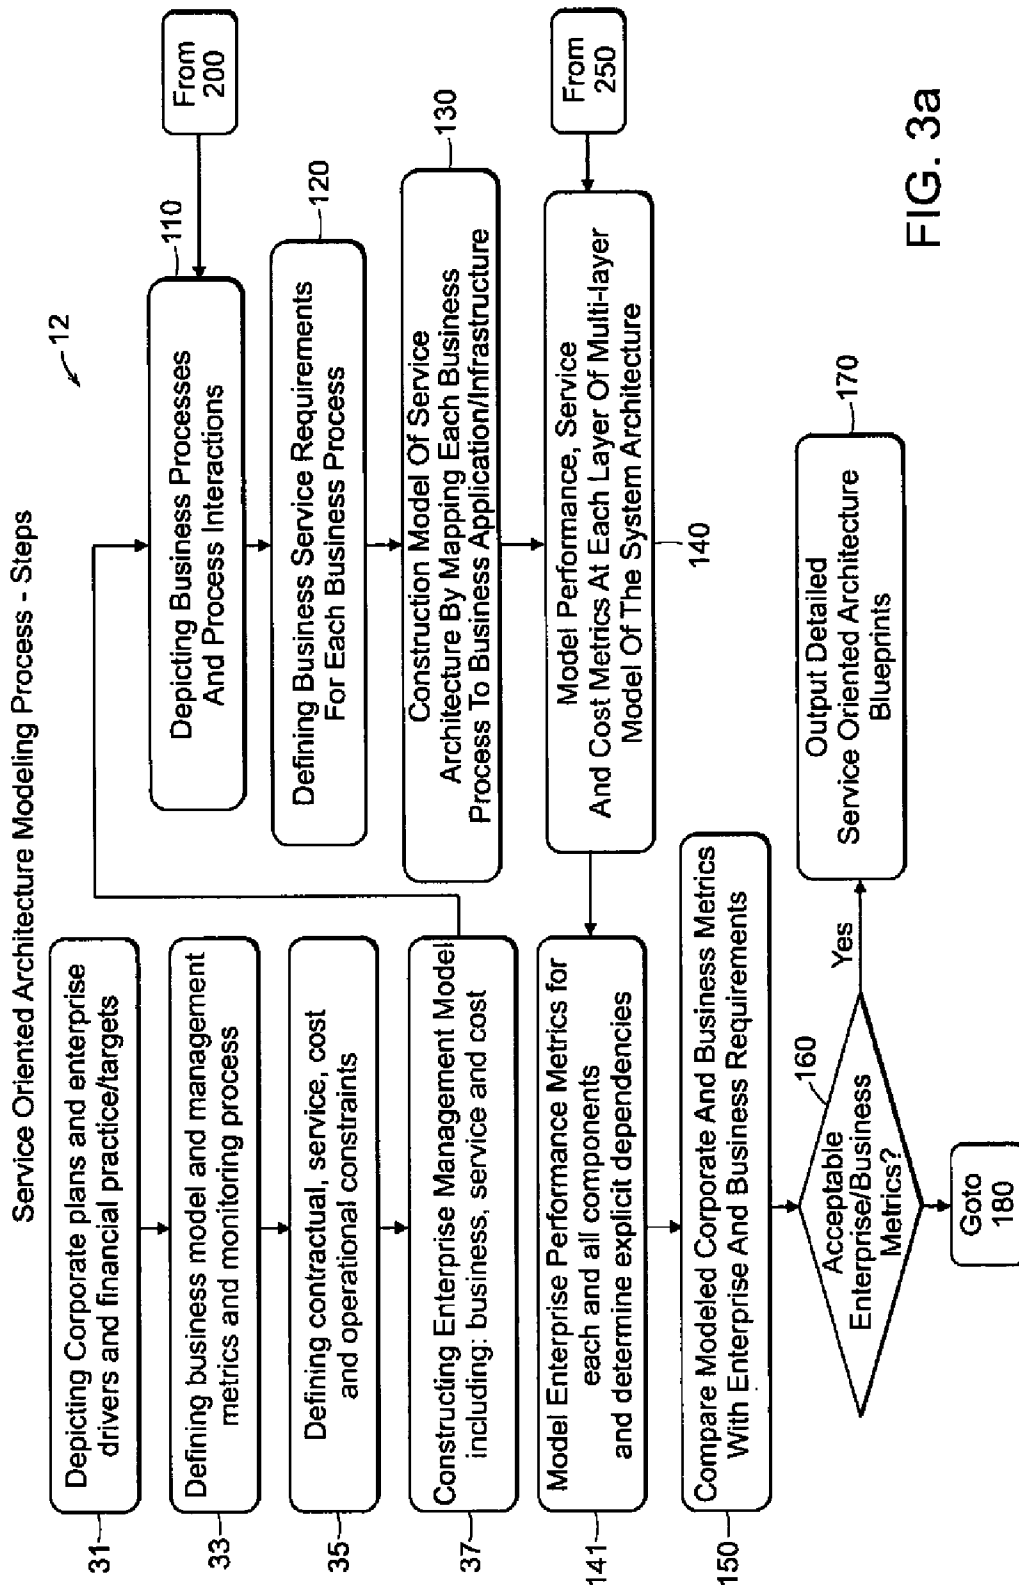 Service Oriented Architecture Modeling Process - Steps
12
31
Depicting Corporate plans and enterprise
drivers and financial practice/targets
33
Defining business model and management
metrics and monitoring process
35
Defining contractual, service, cost
and operational constraints
37
Constructing Enterprise Management Model
including: business, service and cost
From
200
110
Depicting Business Processes
And Process Interactions
120
Defining Business Service Requirements
For Each Business Process
130
Construction Model Of Service
Architecture By Mapping Each Business
Process To Business Application/Infrastructure
From
250
Model Performance, Service
And Cost Metrics At Each Layer Of Multi-layer
Model Of The System Architecture
140
141
Model Enterprise Performance Metrics for
each and all components
and determine explicit dependencies
150
Compare Modeled Corporate And Business Metrics
With Enterprise And Business Requirements
160
Acceptable
Enterprise/Business
Metrics?
Yes
170
Output Detailed
Service Oriented Architecture
Blueprints
Goto
180
FIG. 3a